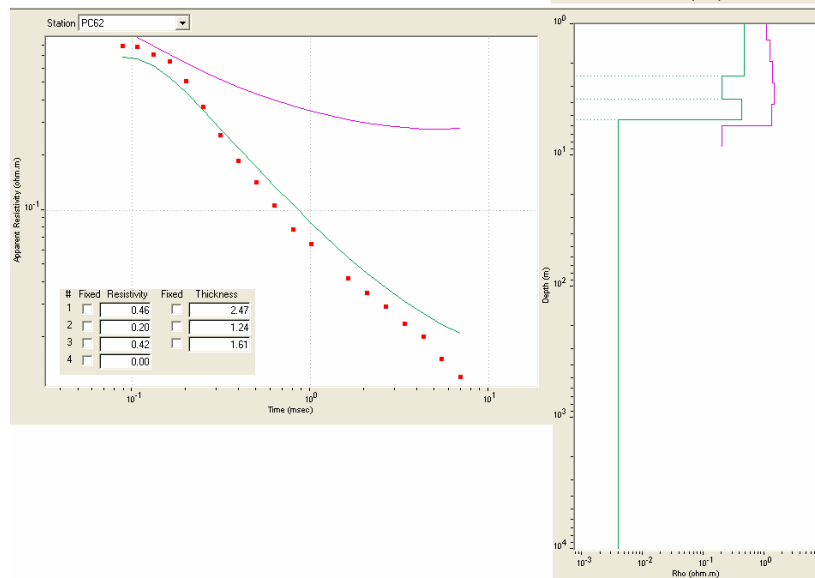 Station PC62
Apparent Resistivity (ohm.m)
10^-1
# Fixed Resistivity Fixed Thickness
1 0.46 2.47
2 0.20 1.24
3 0.42 1.61
4 0.00
10^-1 10^0 10^1
Time (msec)
10^0
10^1
10^2
10^3
10^4
Depth (m)
10^-3 10^-2 10^-1 10^0
Rho (ohm.m)